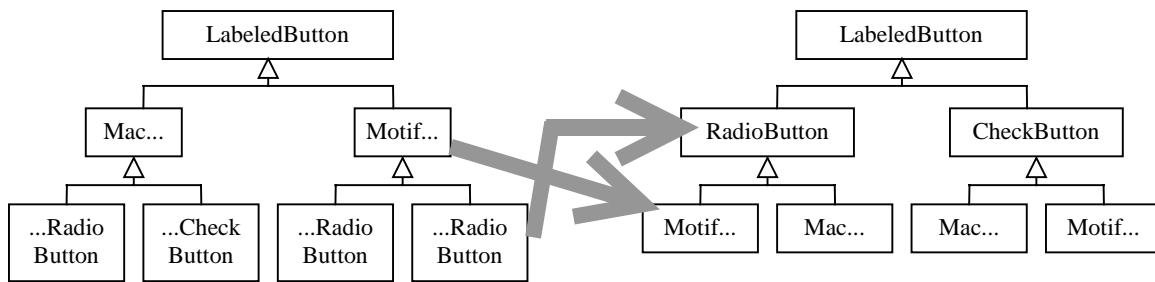 LabeledButton
LabeledButton
Mac...
Motif...
RadioButton
CheckButton
...Radio
Button
...Check
Button
...Radio
Button
...Radio
Button
Motif...
Mac...
Mac...
Motif...